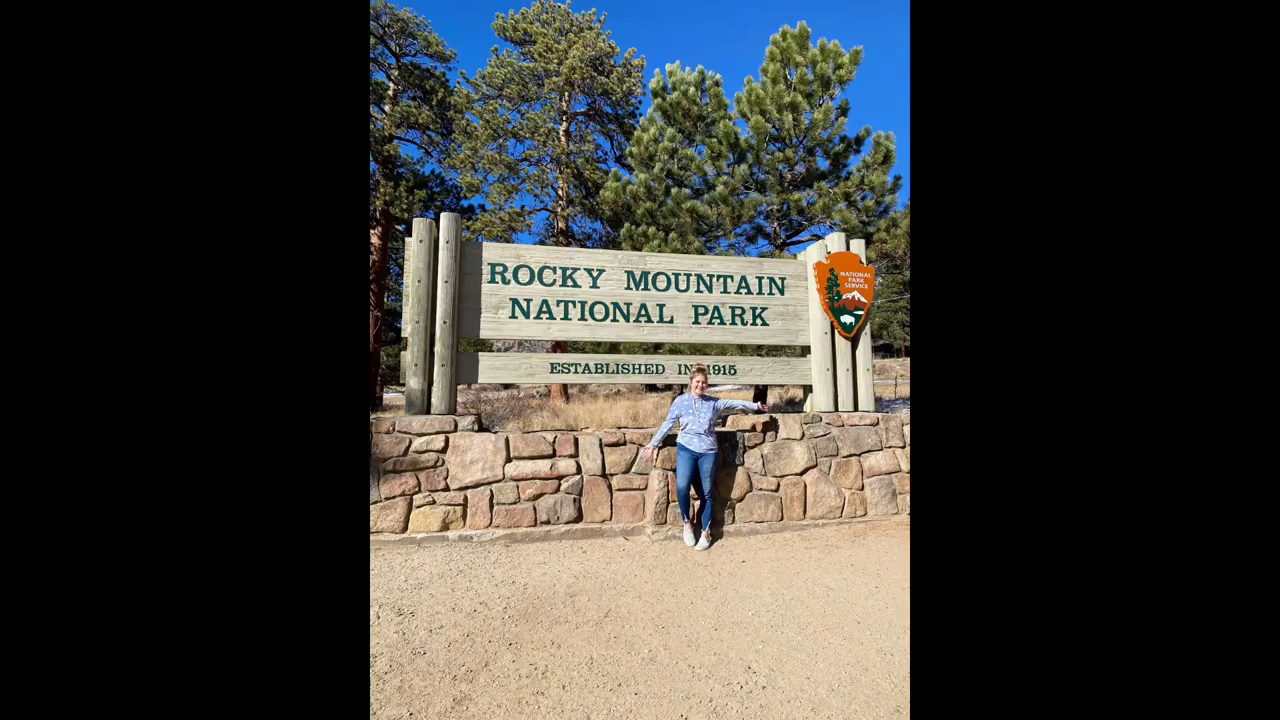 ROCKY MOUNTAIN
NATIONAL PARK
ESTABLISHED IN 1915
NATIONAL
PARK
SERVICE